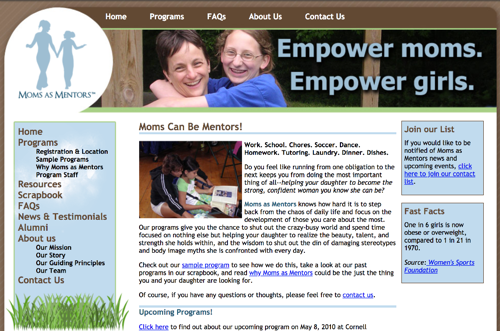 Home Programs FAQs About Us Contact Us
MOMS AS MENTORS™
Empower moms.
Empower girls.
Home
Programs
Registration & Location
Sample Programs
Why Moms as Mentors
Program Staff
Resources
Scrapbook
FAQs
News & Testimonials
Alumni
About us
Our Mission
Our Story
Our Guiding Principles
Our Team
Contact Us
Moms Can Be Mentors!
Work. School. Chores. Soccer. Dance.
Homework. Tutoring. Laundry. Dinner. Dishes.
Do you feel like running from one obligation to the
next keeps you from doing the most important
thing of all--helping your daughter to become the
strong, confident woman you know she can be?
Moms as Mentors knows how hard it is to step
back from the chaos of daily life and focus on the
development of those you care about the most.
Our programs give you the chance to shut out the crazy-busy world and spend time
focused on nothing else but helping your daughter to realize the beauty, talent, and
strength she holds within, and the wisdom to shut out the din of damaging stereotypes
and body image myths she is confronted with every day.
Check out our sample program to see how we do this, take a look at our past
programs in our scrapbook, and read why Moms as Mentors could be the just the thing
you and your daughter are looking for.
Of course, if you have any questions or thoughts, please feel free to contact us.
Upcoming Programs!
Click here to find out about our upcoming program on May 8, 2010 at Cornell
Join our List
If you would like to be
notified of Moms as
Mentors news and
upcoming events, click
here to join our contact
list.
Fast Facts
One in 6 girls is now
obese or overweight,
compared to 1 in 21 in
1970.
Source: Women's Sports
Foundation